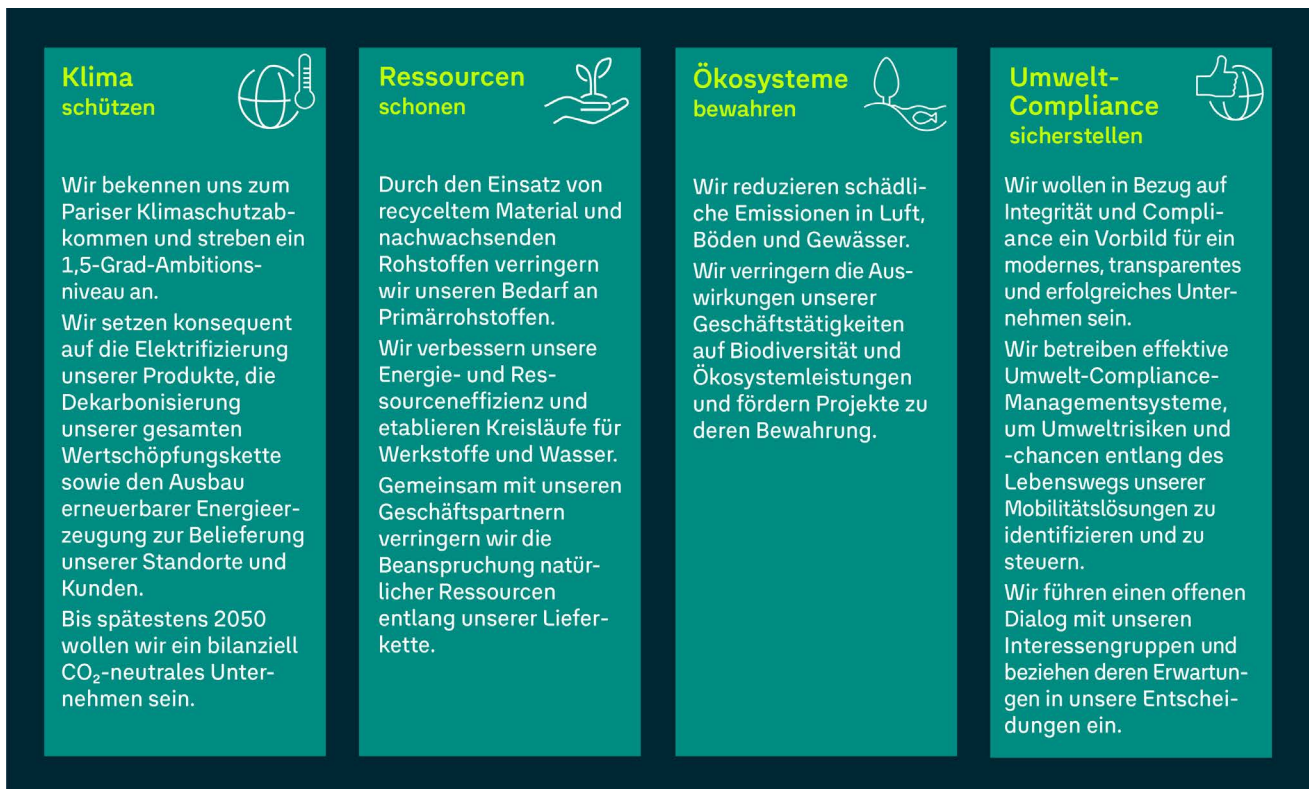 Klima
schützen
Wir bekennen uns zum
Pariser Klimaschutzab-
kommen und streben ein
1,5-Grad-Ambitions-
niveau an.
Wir setzen konsequent
auf die Elektrifizierung
unserer Produkte, die
Dekarbonisierung
unserer gesamten
Wertschöpfungskette
sowie den Ausbau
erneuerbarer Energieer-
zeugung zur Belieferung
unserer Standorte und
Kunden.
Bis spätestens 2050
wollen wir ein bilanziell
CO₂-neutrales Unter-
nehmen sein.
Ressourcen
schonen
Durch den Einsatz von
recyceltem Material und
nachwachsenden
Rohstoffen verringern
wir unseren Bedarf an
Primärrohstoffen.
Wir verbessern unsere
Energie- und Res-
sourceneffizienz und
etablieren Kreisläufe für
Werkstoffe und Wasser.
Gemeinsam mit unseren
Geschäftspartnern
verringern wir die
Beanspruchung natür-
licher Ressourcen
entlang unserer Liefer-
kette.
Ökosysteme
bewahren
Wir reduzieren schädli-
che Emissionen in Luft,
Böden und Gewässer.
Wir verringern die Aus-
wirkungen unserer
Geschäftstätigkeiten
auf Biodiversität und
Ökosystemleistungen
und fördern Projekte zu
deren Bewahrung.
Umwelt-
Compliance
sicherstellen
Wir wollen in Bezug auf
Integrität und Compli-
ance ein Vorbild für ein
modernes, transparentes
und erfolgreiches Unter-
nehmen sein.
Wir betreiben effektive
Umwelt-Compliance-
Managementsysteme,
um Umweltrisiken und
-chancen entlang des
Lebenswegs unserer
Mobilitätslösungen zu
identifizieren und zu
steuern.
Wir führen einen offenen
Dialog mit unseren
Interessengruppen und
beziehen deren Erwartun-
gen in unsere Entschei-
dungen ein.